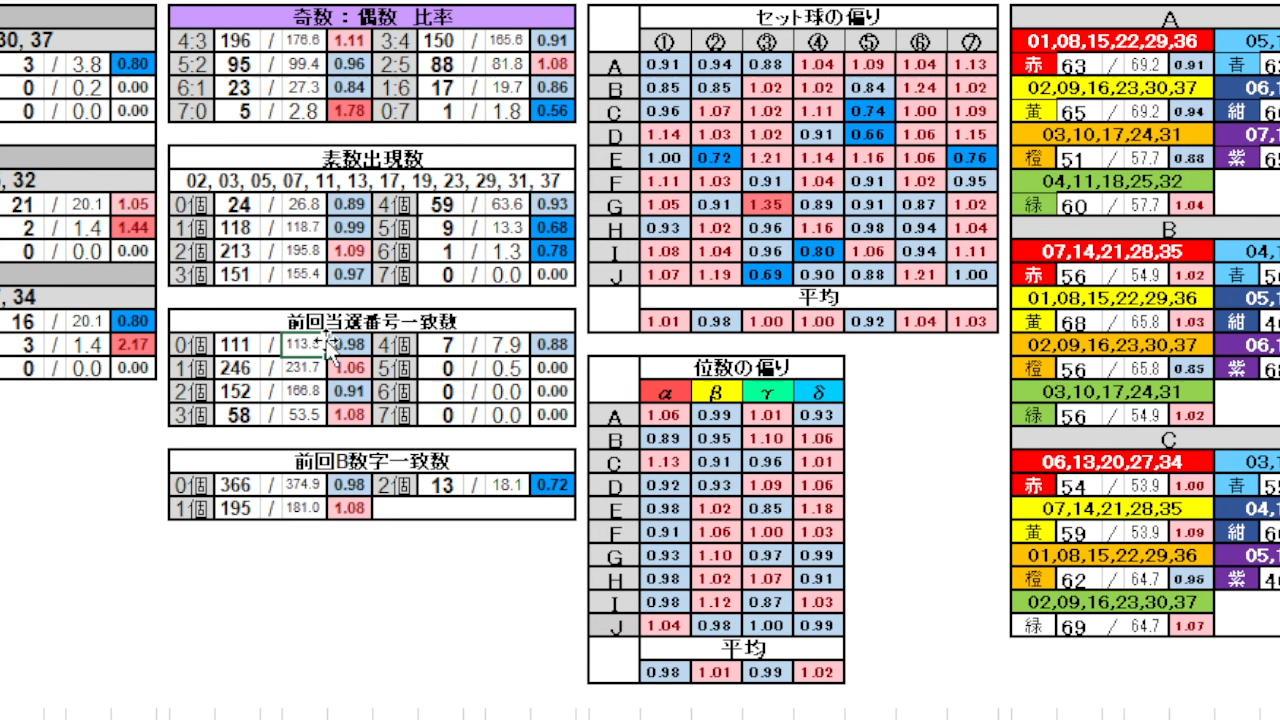 30, 37
3 / 3.8 0.80
0 / 0.2 0.00
0 / 0.0 0.00
, 32
21 / 20.1 1.05
2 / 1.4 1.44
0 / 0.0 0.00
, 34
16 / 20.1 0.80
3 / 1.4 2.17
0 / 0.0 0.00
奇数：偶数 比率
4:3 196 / 176.6 1.11 3:4 150 / 165.6 0.91
5:2 95 / 99.4 0.96 2:5 88 / 81.8 1.08
6:1 23 / 27.3 0.84 1:6 17 / 19.7 0.86
7:0 5 / 2.8 1.78 0:7 1 / 1.8 0.56
素数出現数
02, 03, 05, 07, 11, 13, 17, 19, 23, 29, 31, 37
0個 24 / 26.8 0.89 4個 59 / 63.6 0.93
1個 118 / 118.7 0.99 5個 9 / 13.3 0.68
2個 213 / 195.8 1.09 6個 1 / 1.3 0.78
3個 151 / 155.4 0.97 7個 0 / 0.0 0.00
前回当選番号一致数
0個 111 / 0.98 4個 7 / 7.9 0.88
1個 246 / 231.7 1.06 5個 0 / 0.5 0.00
2個 152 / 166.8 0.91 6個 0 / 0.0 0.00
3個 58 / 53.5 1.08 7個 0 / 0.0 0.00
前回B数字一致数
0個 366 / 374.9 0.98 2個 13 / 18.1 0.72
1個 195 / 181.0 1.08
セット球の偏り
① ② ③ ④ ⑤ ⑥ ⑦
A 0.91 0.94 0.88 1.04 1.09 1.04 1.13
B 0.85 0.85 1.02 1.02 0.84 1.24 1.02
C 0.96 1.07 1.02 1.11 0.74 1.00 1.09
D 1.14 1.03 1.02 0.91 0.66 1.06 1.15
E 1.00 0.72 1.21 1.14 1.16 1.06 0.76
F 1.11 1.03 0.91 1.04 0.91 1.02 0.95
G 1.05 0.91 1.35 0.89 0.91 0.87 1.02
H 0.93 1.02 0.96 1.16 0.98 0.94 1.04
I 1.08 1.04 0.96 0.80 1.06 0.94 1.11
J 1.07 1.19 0.69 0.90 0.88 1.21 1.00
平均
1.01 0.98 1.00 1.00 0.92 1.04 1.03
位数の偏り
α β γ δ
A 1.06 0.99 1.01 0.93
B 0.89 0.95 1.10 1.06
C 1.13 0.91 0.96 1.01
D 0.92 0.93 1.09 1.06
E 0.98 1.02 0.85 1.18
F 0.91 1.06 1.00 1.03
G 0.93 1.10 0.97 0.99
H 0.98 1.02 1.07 0.91
I 0.98 1.12 0.87 1.03
J 1.04 0.98 1.00 0.99
平均
0.98 1.01 0.99 1.02
A
01,08,15,22,29,36 05,
赤 63 / 69.2 0.91 青
02,09,16,23,30,37 06,
黄 65 / 69.2 0.94 紺
03,10,17,24,31 07,
橙 51 / 57.7 0.88 紫
04,11,18,25,32
緑 60 / 57.7 1.04
B
07,14,21,28,35 04,
赤 56 / 54.9 1.02 青
01,08,15,22,29,36 05,
黄 68 / 65.8 1.03 紺
02,09,16,23,30,37 06,
橙 56 / 65.8 0.85 紫
03,10,17,24,31
緑 56 / 54.9 1.02
C
06,13,20,27,34 03,
赤 54 / 53.9 1.00 青
07,14,21,28,35 04,
黄 59 / 53.9 1.09 紺
01,08,15,22,29,36 05,
橙 62 / 64.7 0.96 紫
02,09,16,23,30,37
緑 69 / 64.7 1.07